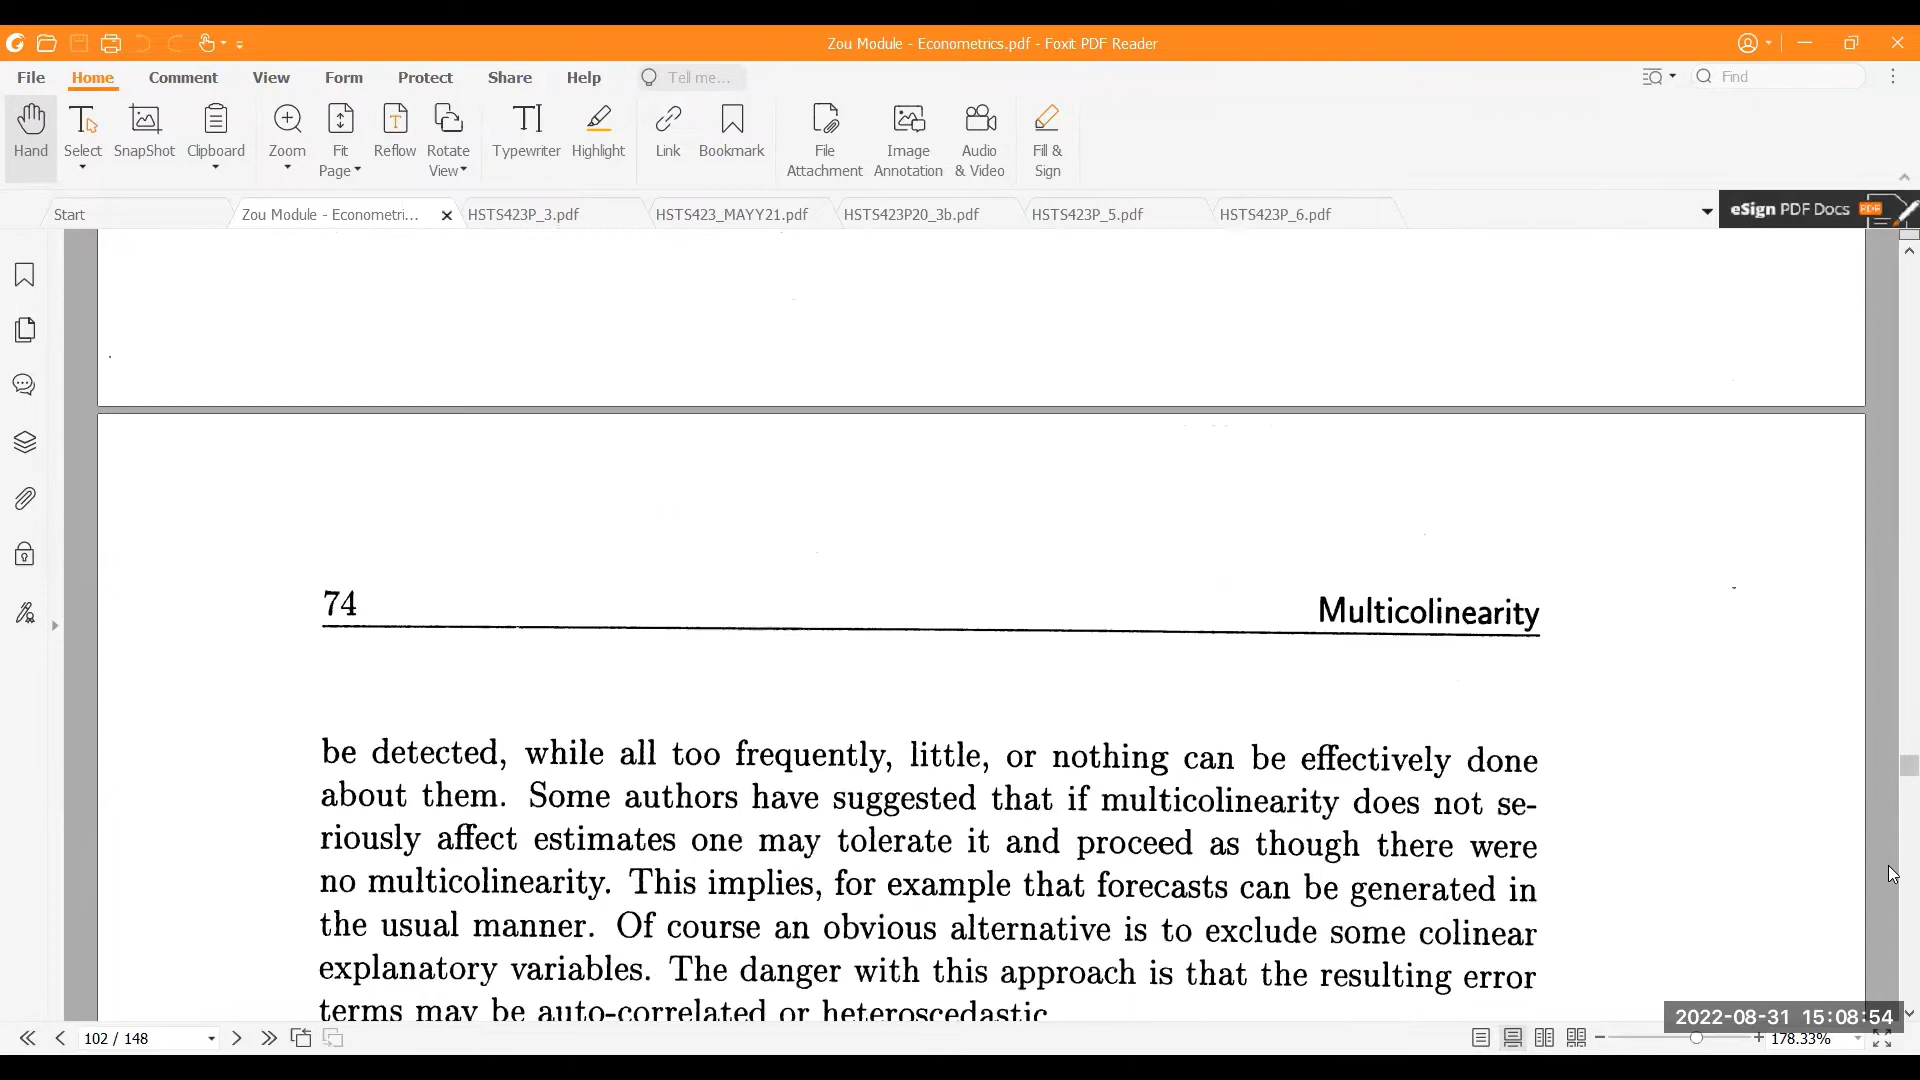 Zou Module - Econometrics.pdf - Foxit PDF Reader
File Home Comment View Form Protect Share Help Tell me... Find
Hand Select SnapShot Clipboard Zoom Fit Page Reflow Rotate View Typewriter Highlight Link Bookmark File Attachment Image Annotation Audio & Video Fill & Sign
Start Zou Module - Econometri... HSTS423P_3.pdf HSTS423_MAYY21.pdf HSTS423P20_3b.pdf HSTS423P_5.pdf HSTS423P_6.pdf eSign PDF Docs PDF
74 Multicolinearity
be detected, while all too frequently, little, or nothing can be effectively done
about them. Some authors have suggested that if multicolinearity does not se-
riously affect estimates one may tolerate it and proceed as though there were
no multicolinearity. This implies, for example that forecasts can be generated in
the usual manner. Of course an obvious alternative is to exclude some colinear
explanatory variables. The danger with this approach is that the resulting error
terms may be auto-correlated or heteroscedastic
2022-08-31 15:08:54
102 / 148 178.33%